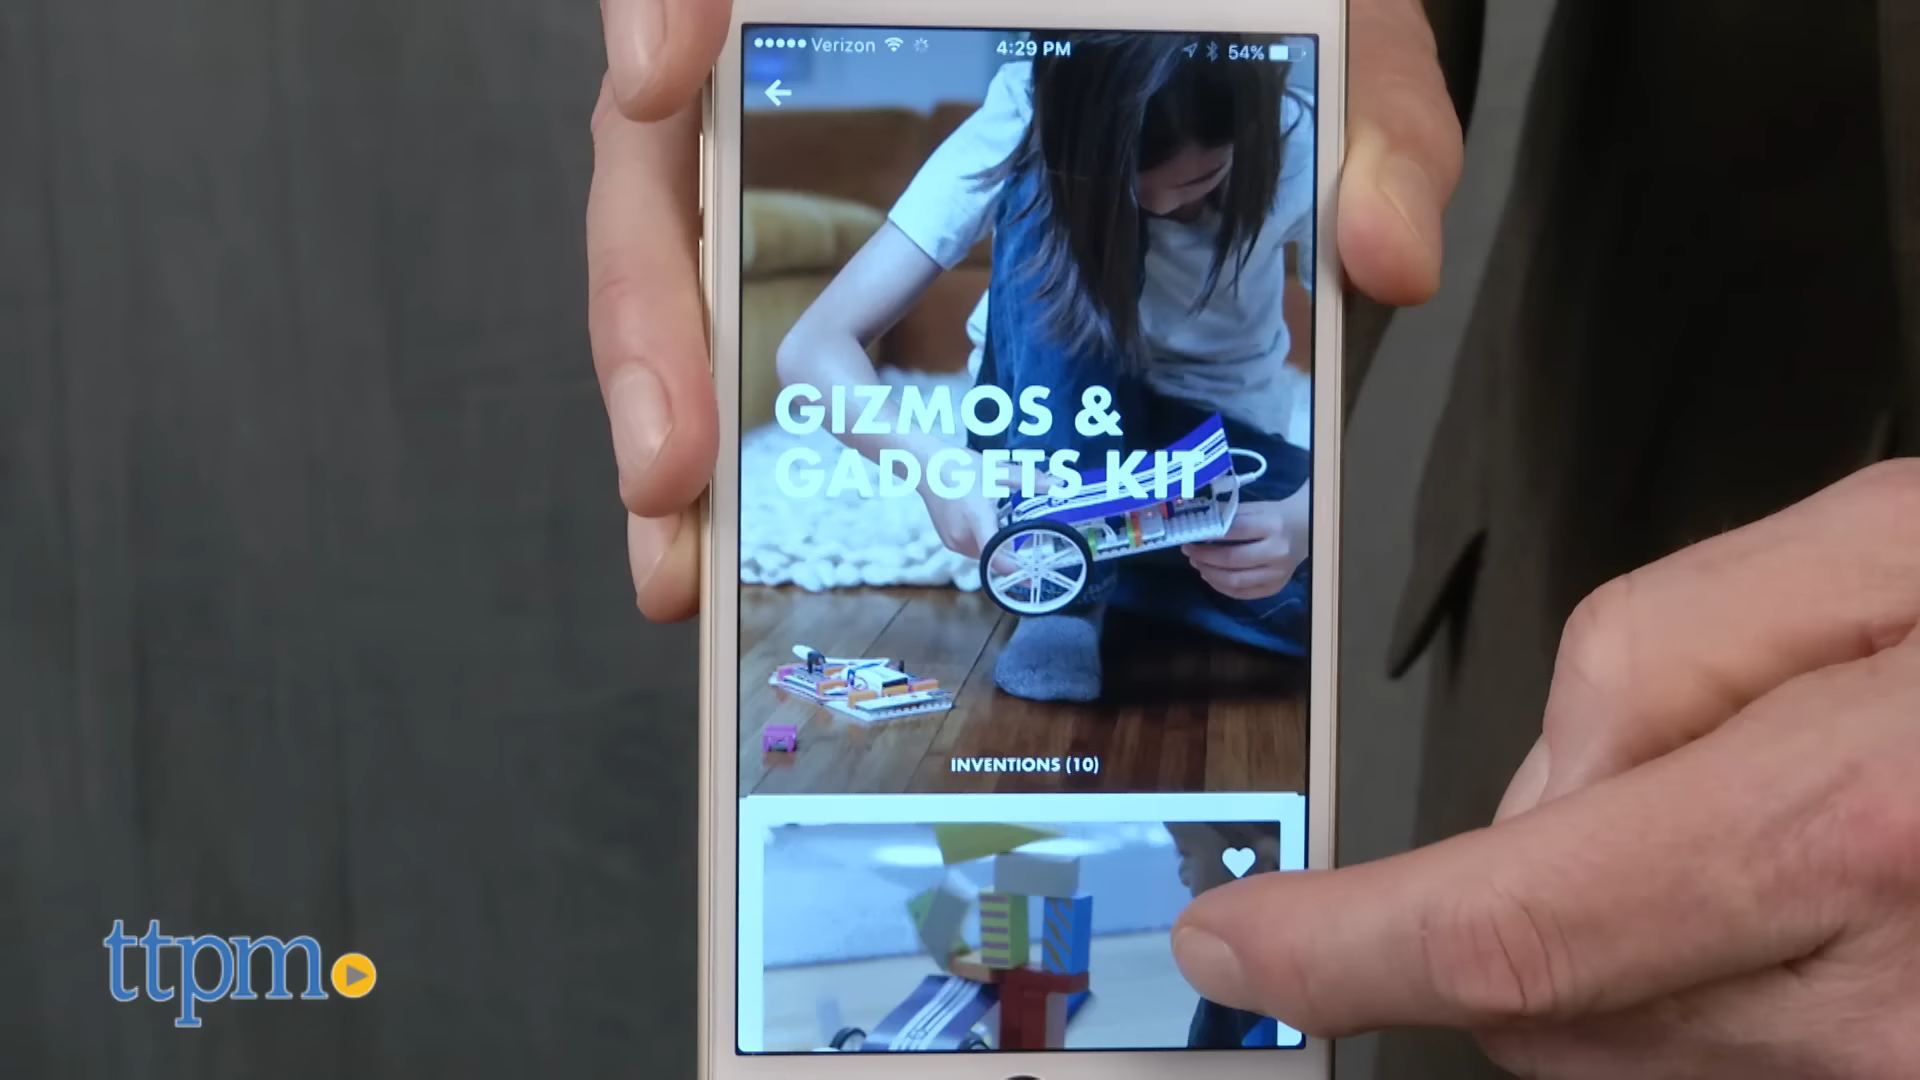 Verizon 4:29 PM 54%
GIZMOS &
GADGETS KIT
INVENTIONS (10)
ttpm